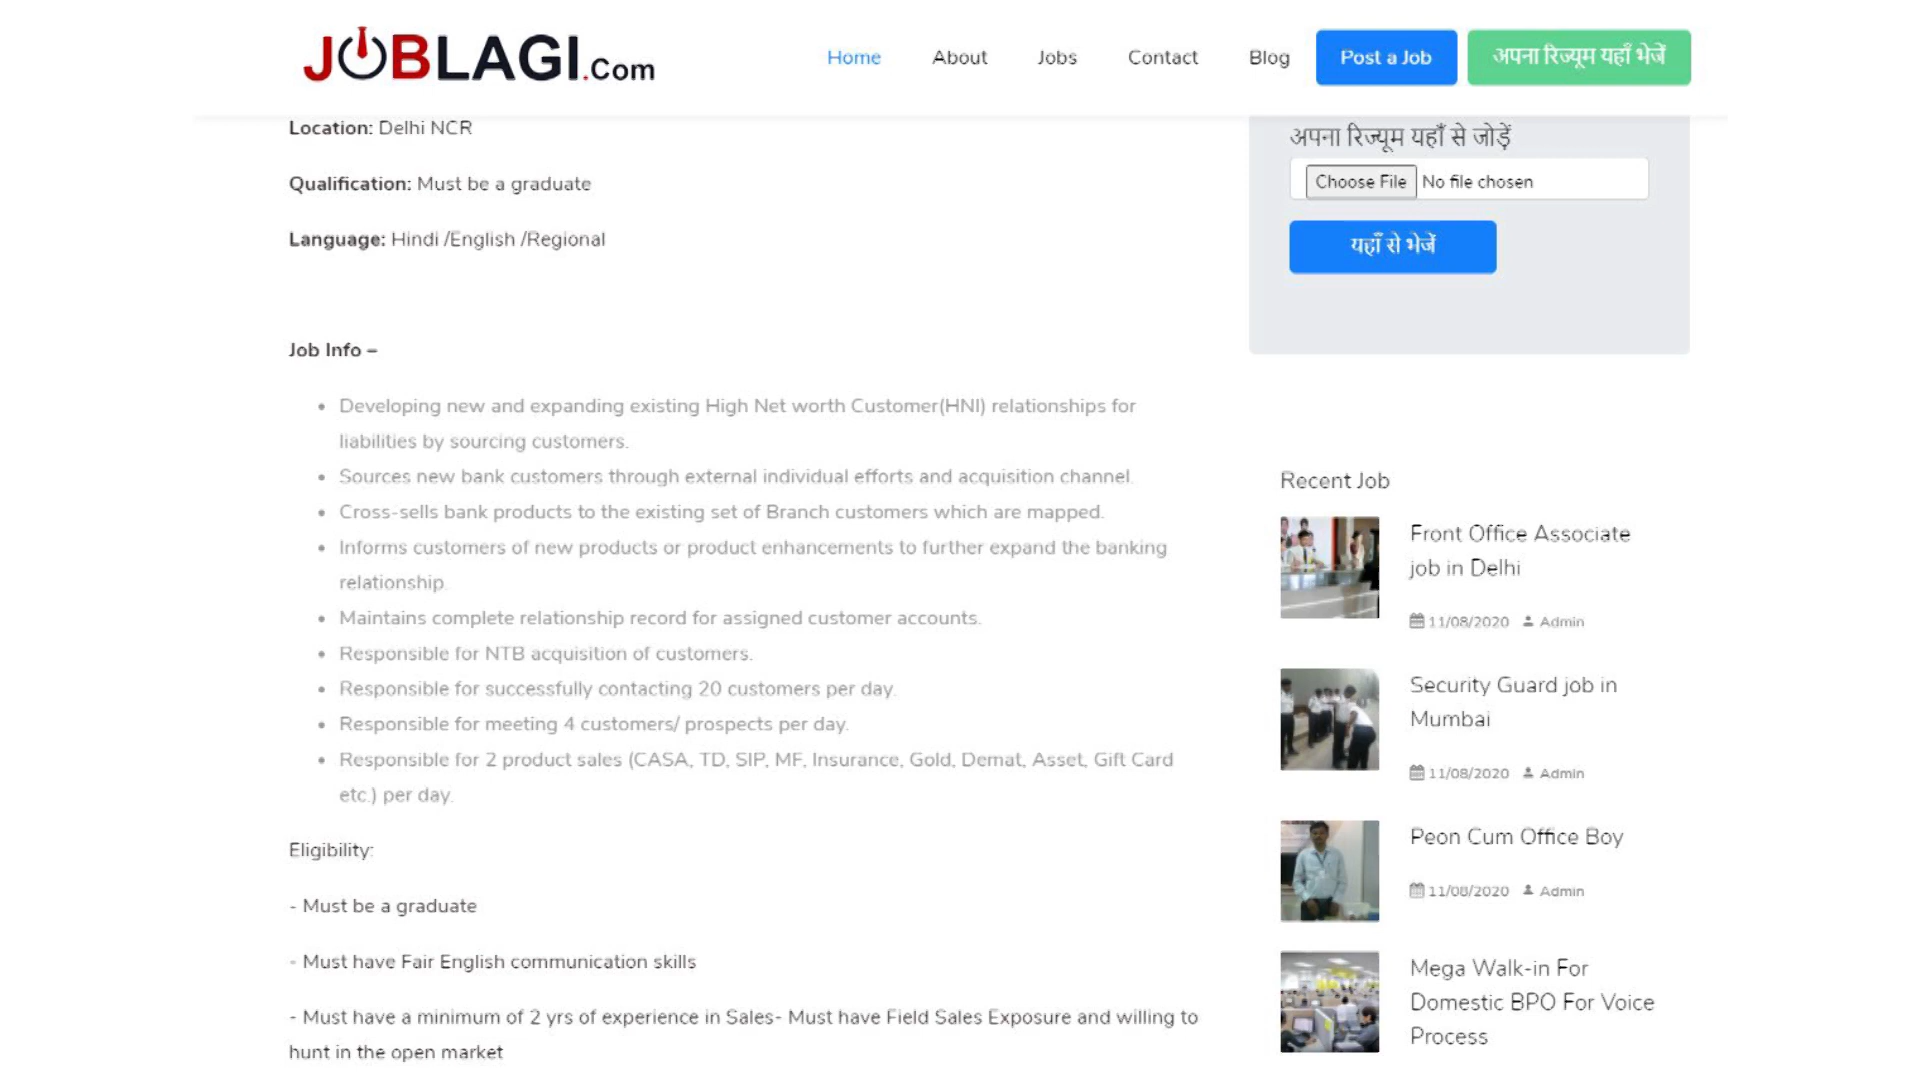 JOBLAGI.Com
Home About Jobs Contact Blog Post a Job अपना रिज्यूम यहाँ भेजें
Location: Delhi NCR
Qualification: Must be a graduate
Language: Hindi /English /Regional
Job Info –
• Developing new and expanding existing High Net worth Customer(HNI) relationships for
liabilities by sourcing customers.
• Sources new bank customers through external individual efforts and acquisition channel.
• Cross-sells bank products to the existing set of Branch customers which are mapped.
• Informs customers of new products or product enhancements to further expand the banking
relationship.
• Maintains complete relationship record for assigned customer accounts.
• Responsible for NTB acquisition of customers.
• Responsible for successfully contacting 20 customers per day.
• Responsible for meeting 4 customers/ prospects per day.
• Responsible for 2 product sales (CASA, TD, SIP, MF, Insurance, Gold, Demat, Asset, Gift Card
etc.) per day.
Eligibility:
- Must be a graduate
- Must have Fair English communication skills
- Must have a minimum of 2 yrs of experience in Sales- Must have Field Sales Exposure and willing to
hunt in the open market
अपना रिज्यूम यहाँ से जोड़ें
Choose File No file chosen
यहाँ से भेजें
Recent Job
Front Office Associate
job in Delhi
11/08/2020 Admin
Security Guard job in
Mumbai
11/08/2020 Admin
Peon Cum Office Boy
11/08/2020 Admin
Mega Walk-in For
Domestic BPO For Voice
Process